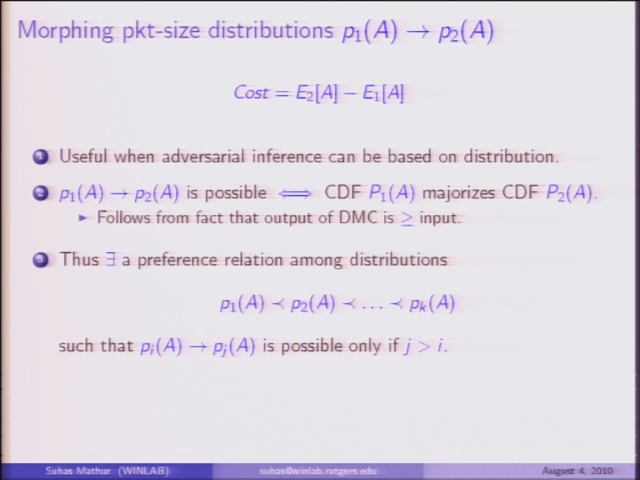 Morphing pkt-size distributions p₁(A) → p₂(A)
Cost = E₂[A] − E₁[A]
1 Useful when adversarial inference can be based on distribution.
2 p₁(A) → p₂(A) is possible ⟺ CDF P₁(A) majorizes CDF P₂(A).
► Follows from fact that output of DMC is ≥ input.
3 Thus ∃ a preference relation among distributions
p₁(A) ≺ p₂(A) ≺ … ≺ pₖ(A)
such that pᵢ(A) → pⱼ(A) is possible only if j > i.
Suhas Mathur (WINLAB) suhas@winlab.rutgers.edu August 4, 2010